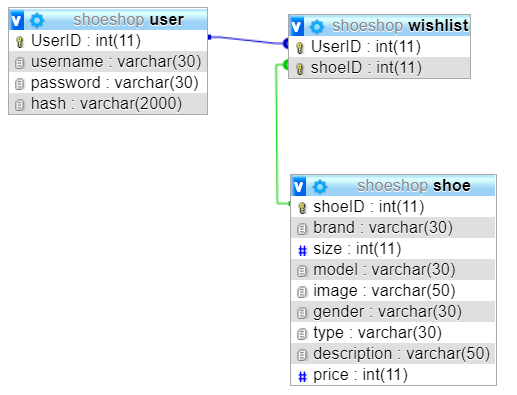 shoeshop user
UserID : int(11)
username : varchar(30)
password : varchar(30)
hash : varchar(2000)
shoeshop wishlist
UserID : int(11)
shoeID : int(11)
shoeshop shoe
shoeID : int(11)
brand : varchar(30)
# size : int(11)
model : varchar(30)
image : varchar(50)
gender : varchar(30)
type : varchar(30)
description : varchar(50)
# price : int(11)